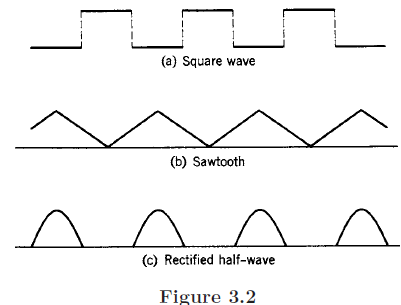 (a) Square wave
(b) Sawtooth
(c) Rectified half-wave
Figure 3.2